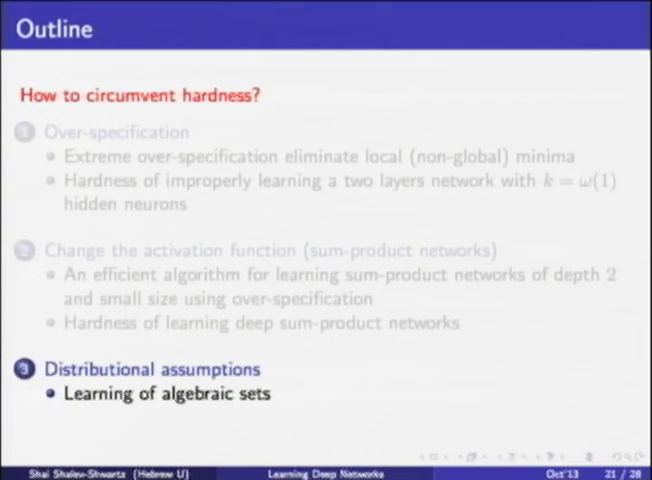 Outline
How to circumvent hardness?
1 Over-specification
Extreme over-specification eliminate local (non-global) minima
Hardness of improperly learning a two layers network with k = ω(1)
hidden neurons
2 Change the activation function (sum-product networks)
An efficient algorithm for learning sum-product networks of depth 2
and small size using over-specification
Hardness of learning deep sum-product networks
3 Distributional assumptions
Learning of algebraic sets
Shai Shalev-Shwartz (Hebrew U) Learning Deep Networks Oct'13 21 / 28